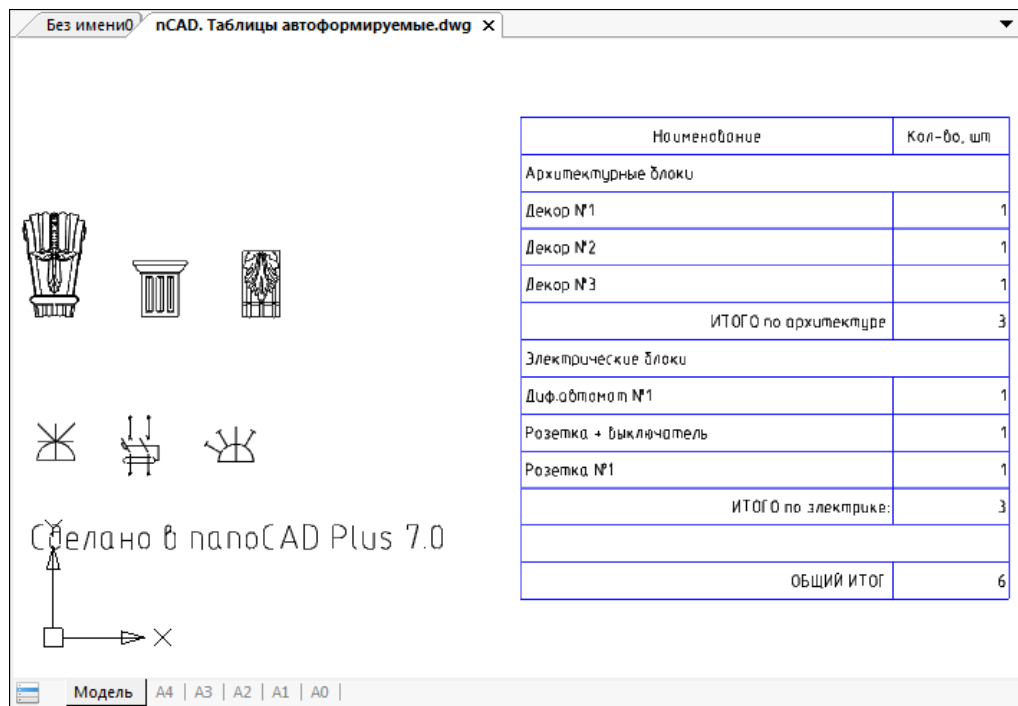 Без имени0 nCAD. Таблицы автоформируемые.dwg
Наименование Кол-во, шт
Архитектурные блоки
Декор №1 1
Декор №2 1
Декор №3 1
ИТОГО по архитектуре 3
Электрические блоки
Диф.автомат №1 1
Розетка + выключатель 1
Розетка №1 1
ИТОГО по электрике: 3
ОБЩИЙ ИТОГ 6
Сделано в nanoCAD Plus 7.0
Y
X
Модель A4 | A3 | A2 | A1 | A0 |